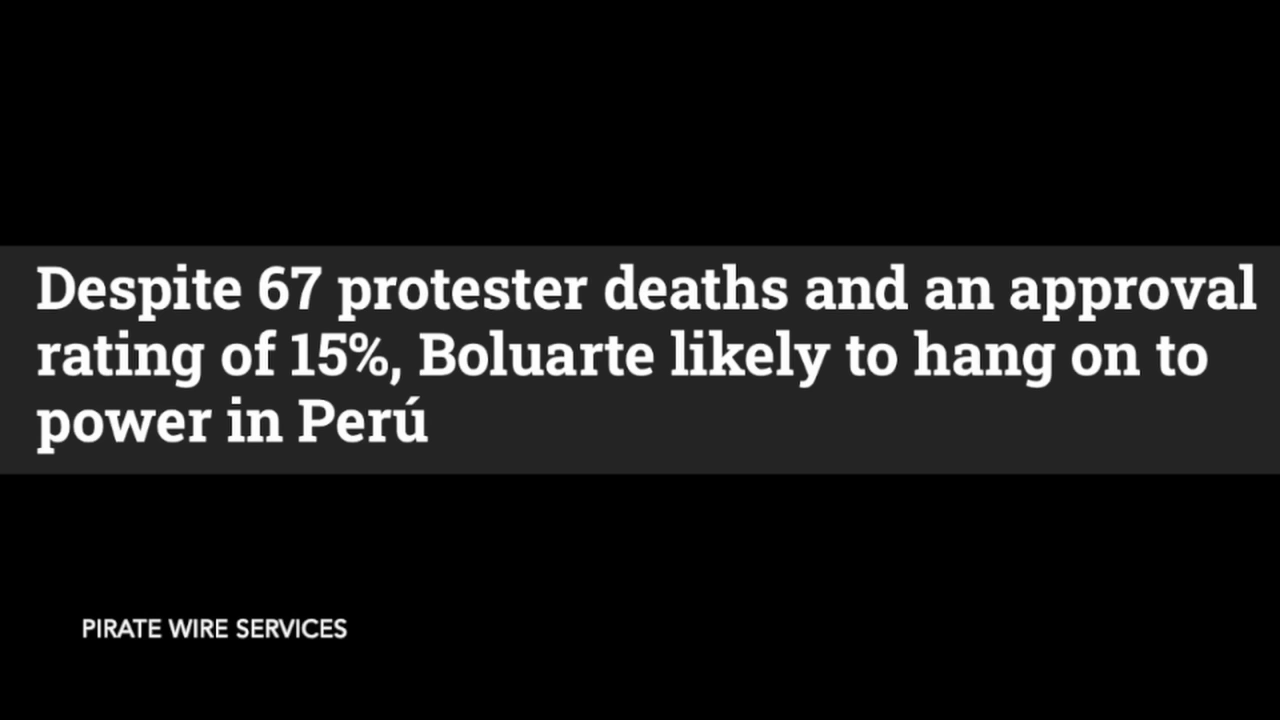 Despite 67 protester deaths and an approval
rating of 15%, Boluarte likely to hang on to
power in Perú
PIRATE WIRE SERVICES